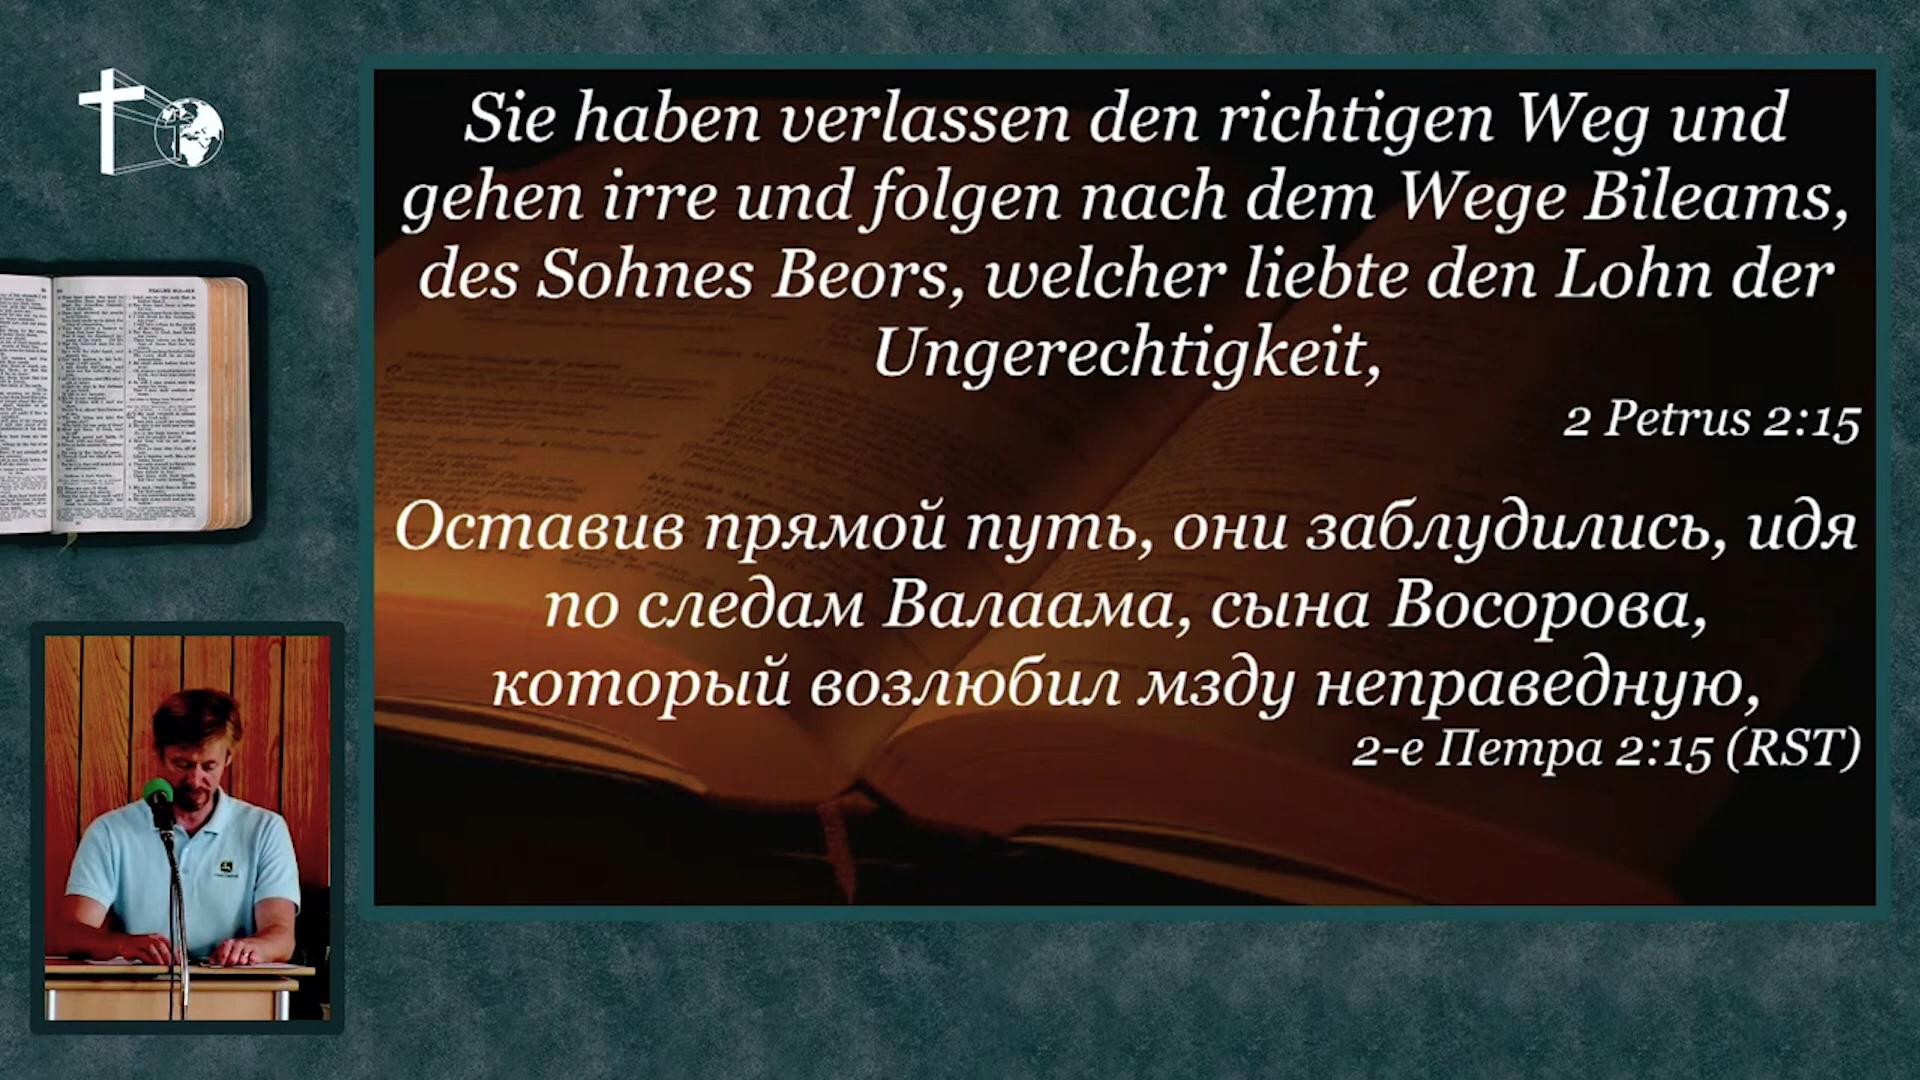 Sie haben verlassen den richtigen Weg und
gehen irre und folgen nach dem Wege Bileams,
des Sohnes Beors, welcher liebte den Lohn der
Ungerechtigkeit,
2 Petrus 2:15
Оставив прямой путь, они заблудились, идя
по следам Валаама, сына Восорова,
который возлюбил мзду неправедную,
2-е Петра 2:15 (RST)